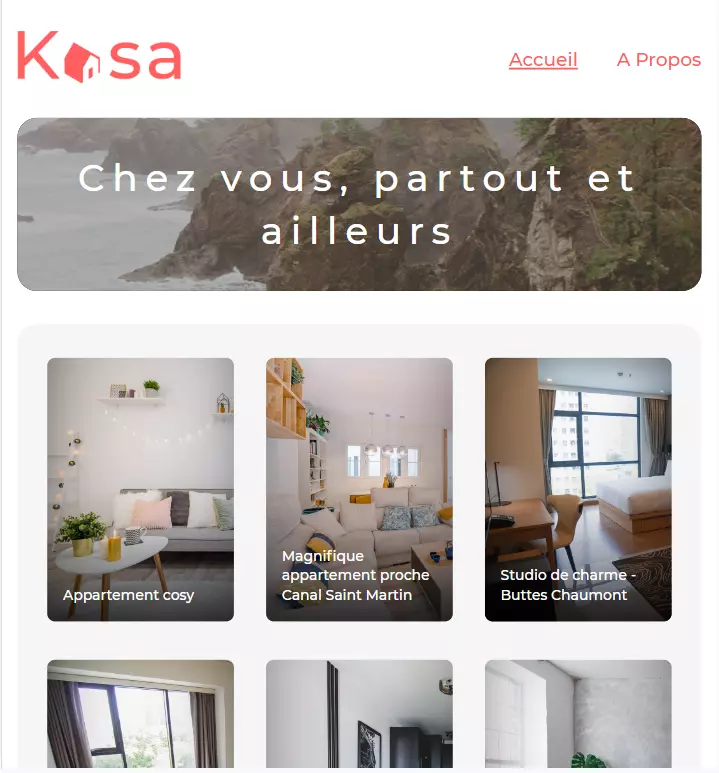 Kasa
Accueil
A Propos
Chez vous, partout et
ailleurs
Appartement cosy
Magnifique
appartement proche
Canal Saint Martin
Studio de charme -
Buttes Chaumont